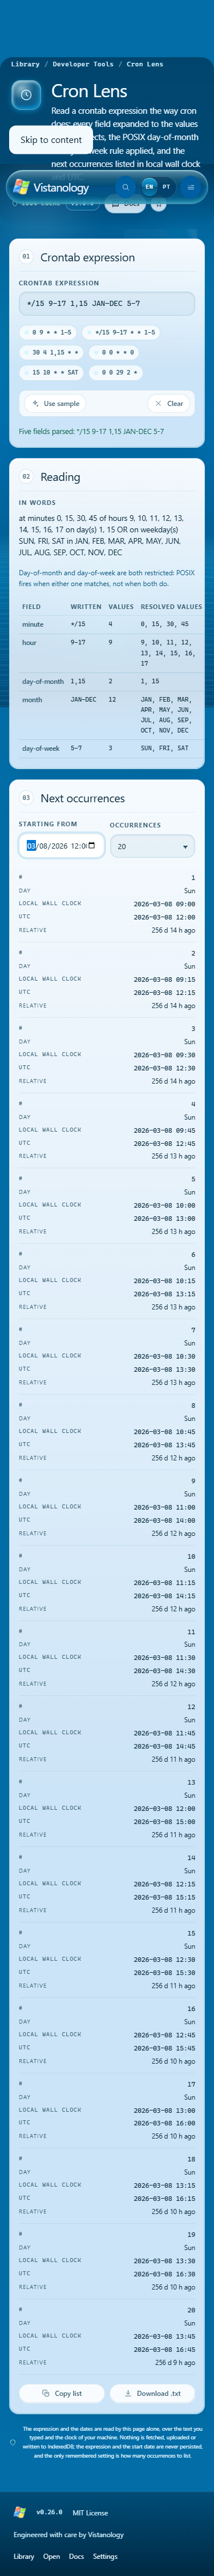 Library / Developer Tools / Cron Lens
Cron Lens
Read a crontab expression the way cron
does: every field expanded to the values
the POSIX day-of-month
week rule applied, and the
next occurrences listed in local wall clock
Skip to content
Vistanology
EN PT
Docs
01 Crontab expression
CRONTAB EXPRESSION
*/15 9-17 1,15 JAN-DEC 5-7
0 9 * * 1-5
*/15 9-17 * * 1-5
30 4 1,15 * *
0 0 * * 0
15 10 * * SAT
0 0 29 2 *
Use sample
Clear
Five fields parsed: */15 9-17 1,15 JAN-DEC 5-7
02 Reading
IN WORDS
at minutes 0, 15, 30, 45 of hours 9, 10, 11, 12, 13,
14, 15, 16, 17 on day(s) 1, 15 OR on weekday(s)
SUN, FRI, SAT in JAN, FEB, MAR, APR, MAY, JUN,
JUL, AUG, SEP, OCT, NOV, DEC
Day-of-month and day-of-week are both restricted: POSIX
fires when either one matches, not when both do.
FIELD WRITTEN VALUES RESOLVED VALUES
minute */15 4 0, 15, 30, 45
hour 9-17 9 9, 10, 11, 12,
13, 14, 15, 16,
17
day-of-month 1,15 2 1, 15
month JAN-DEC 12 JAN, FEB, MAR,
APR, MAY, JUN,
JUL, AUG, SEP,
OCT, NOV, DEC
day-of-week 5-7 3 SUN, FRI, SAT
03 Next occurrences
STARTING FROM
OCCURRENCES
03/08/2026 12:0
20
# 1
DAY Sun
LOCAL WALL CLOCK 2026-03-08 09:00
UTC 2026-03-08 12:00
RELATIVE 256 d 14 h ago
# 2
DAY Sun
LOCAL WALL CLOCK 2026-03-08 09:15
UTC 2026-03-08 12:15
RELATIVE 256 d 14 h ago
# 3
DAY Sun
LOCAL WALL CLOCK 2026-03-08 09:30
UTC 2026-03-08 12:30
RELATIVE 256 d 14 h ago
# 4
DAY Sun
LOCAL WALL CLOCK 2026-03-08 09:45
UTC 2026-03-08 12:45
RELATIVE 256 d 13 h ago
# 5
DAY Sun
LOCAL WALL CLOCK 2026-03-08 10:00
UTC 2026-03-08 13:00
RELATIVE 256 d 13 h ago
# 6
DAY Sun
LOCAL WALL CLOCK 2026-03-08 10:15
UTC 2026-03-08 13:15
RELATIVE 256 d 13 h ago
# 7
DAY Sun
LOCAL WALL CLOCK 2026-03-08 10:30
UTC 2026-03-08 13:30
RELATIVE 256 d 13 h ago
# 8
DAY Sun
LOCAL WALL CLOCK 2026-03-08 10:45
UTC 2026-03-08 13:45
RELATIVE 256 d 12 h ago
# 9
DAY Sun
LOCAL WALL CLOCK 2026-03-08 11:00
UTC 2026-03-08 14:00
RELATIVE 256 d 12 h ago
# 10
DAY Sun
LOCAL WALL CLOCK 2026-03-08 11:15
UTC 2026-03-08 14:15
RELATIVE 256 d 12 h ago
# 11
DAY Sun
LOCAL WALL CLOCK 2026-03-08 11:30
UTC 2026-03-08 14:30
RELATIVE 256 d 12 h ago
# 12
DAY Sun
LOCAL WALL CLOCK 2026-03-08 11:45
UTC 2026-03-08 14:45
RELATIVE 256 d 11 h ago
# 13
DAY Sun
LOCAL WALL CLOCK 2026-03-08 12:00
UTC 2026-03-08 15:00
RELATIVE 256 d 11 h ago
# 14
DAY Sun
LOCAL WALL CLOCK 2026-03-08 12:15
UTC 2026-03-08 15:15
RELATIVE 256 d 11 h ago
# 15
DAY Sun
LOCAL WALL CLOCK 2026-03-08 12:30
UTC 2026-03-08 15:30
RELATIVE 256 d 11 h ago
# 16
DAY Sun
LOCAL WALL CLOCK 2026-03-08 12:45
UTC 2026-03-08 15:45
RELATIVE 256 d 10 h ago
# 17
DAY Sun
LOCAL WALL CLOCK 2026-03-08 13:00
UTC 2026-03-08 16:00
RELATIVE 256 d 10 h ago
# 18
DAY Sun
LOCAL WALL CLOCK 2026-03-08 13:15
UTC 2026-03-08 16:15
RELATIVE 256 d 10 h ago
# 19
DAY Sun
LOCAL WALL CLOCK 2026-03-08 13:30
UTC 2026-03-08 16:30
RELATIVE 256 d 10 h ago
# 20
DAY Sun
LOCAL WALL CLOCK 2026-03-08 13:45
UTC 2026-03-08 16:45
RELATIVE 256 d 9 h ago
Copy list
Download .txt
The expression and the dates are read by this page alone, over the text you
typed and the clock of your machine. Nothing is fetched, uploaded or
written to IndexedDB; the expression and the start date are never persisted,
and the only remembered setting is how many occurrences to list.
v0.26.0 MIT License
Engineered with care by Vistanology
Library Open Docs Settings